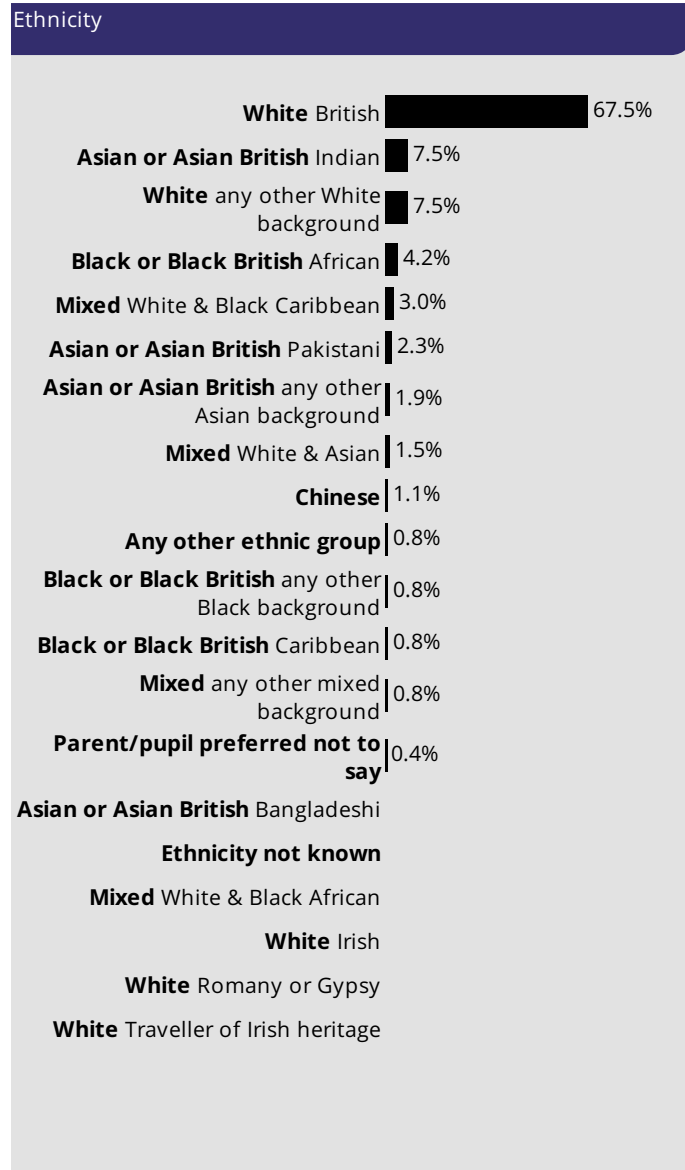 Ethnicity
White British 67.5%
Asian or Asian British Indian 7.5%
White any other White
background 7.5%
Black or Black British African 4.2%
Mixed White & Black Caribbean 3.0%
Asian or Asian British Pakistani 2.3%
Asian or Asian British any other
Asian background 1.9%
Mixed White & Asian 1.5%
Chinese 1.1%
Any other ethnic group 0.8%
Black or Black British any other
Black background 0.8%
Black or Black British Caribbean 0.8%
Mixed any other mixed
background 0.8%
Parent/pupil preferred not to
say 0.4%
Asian or Asian British Bangladeshi
Ethnicity not known
Mixed White & Black African
White Irish
White Romany or Gypsy
White Traveller of Irish heritage